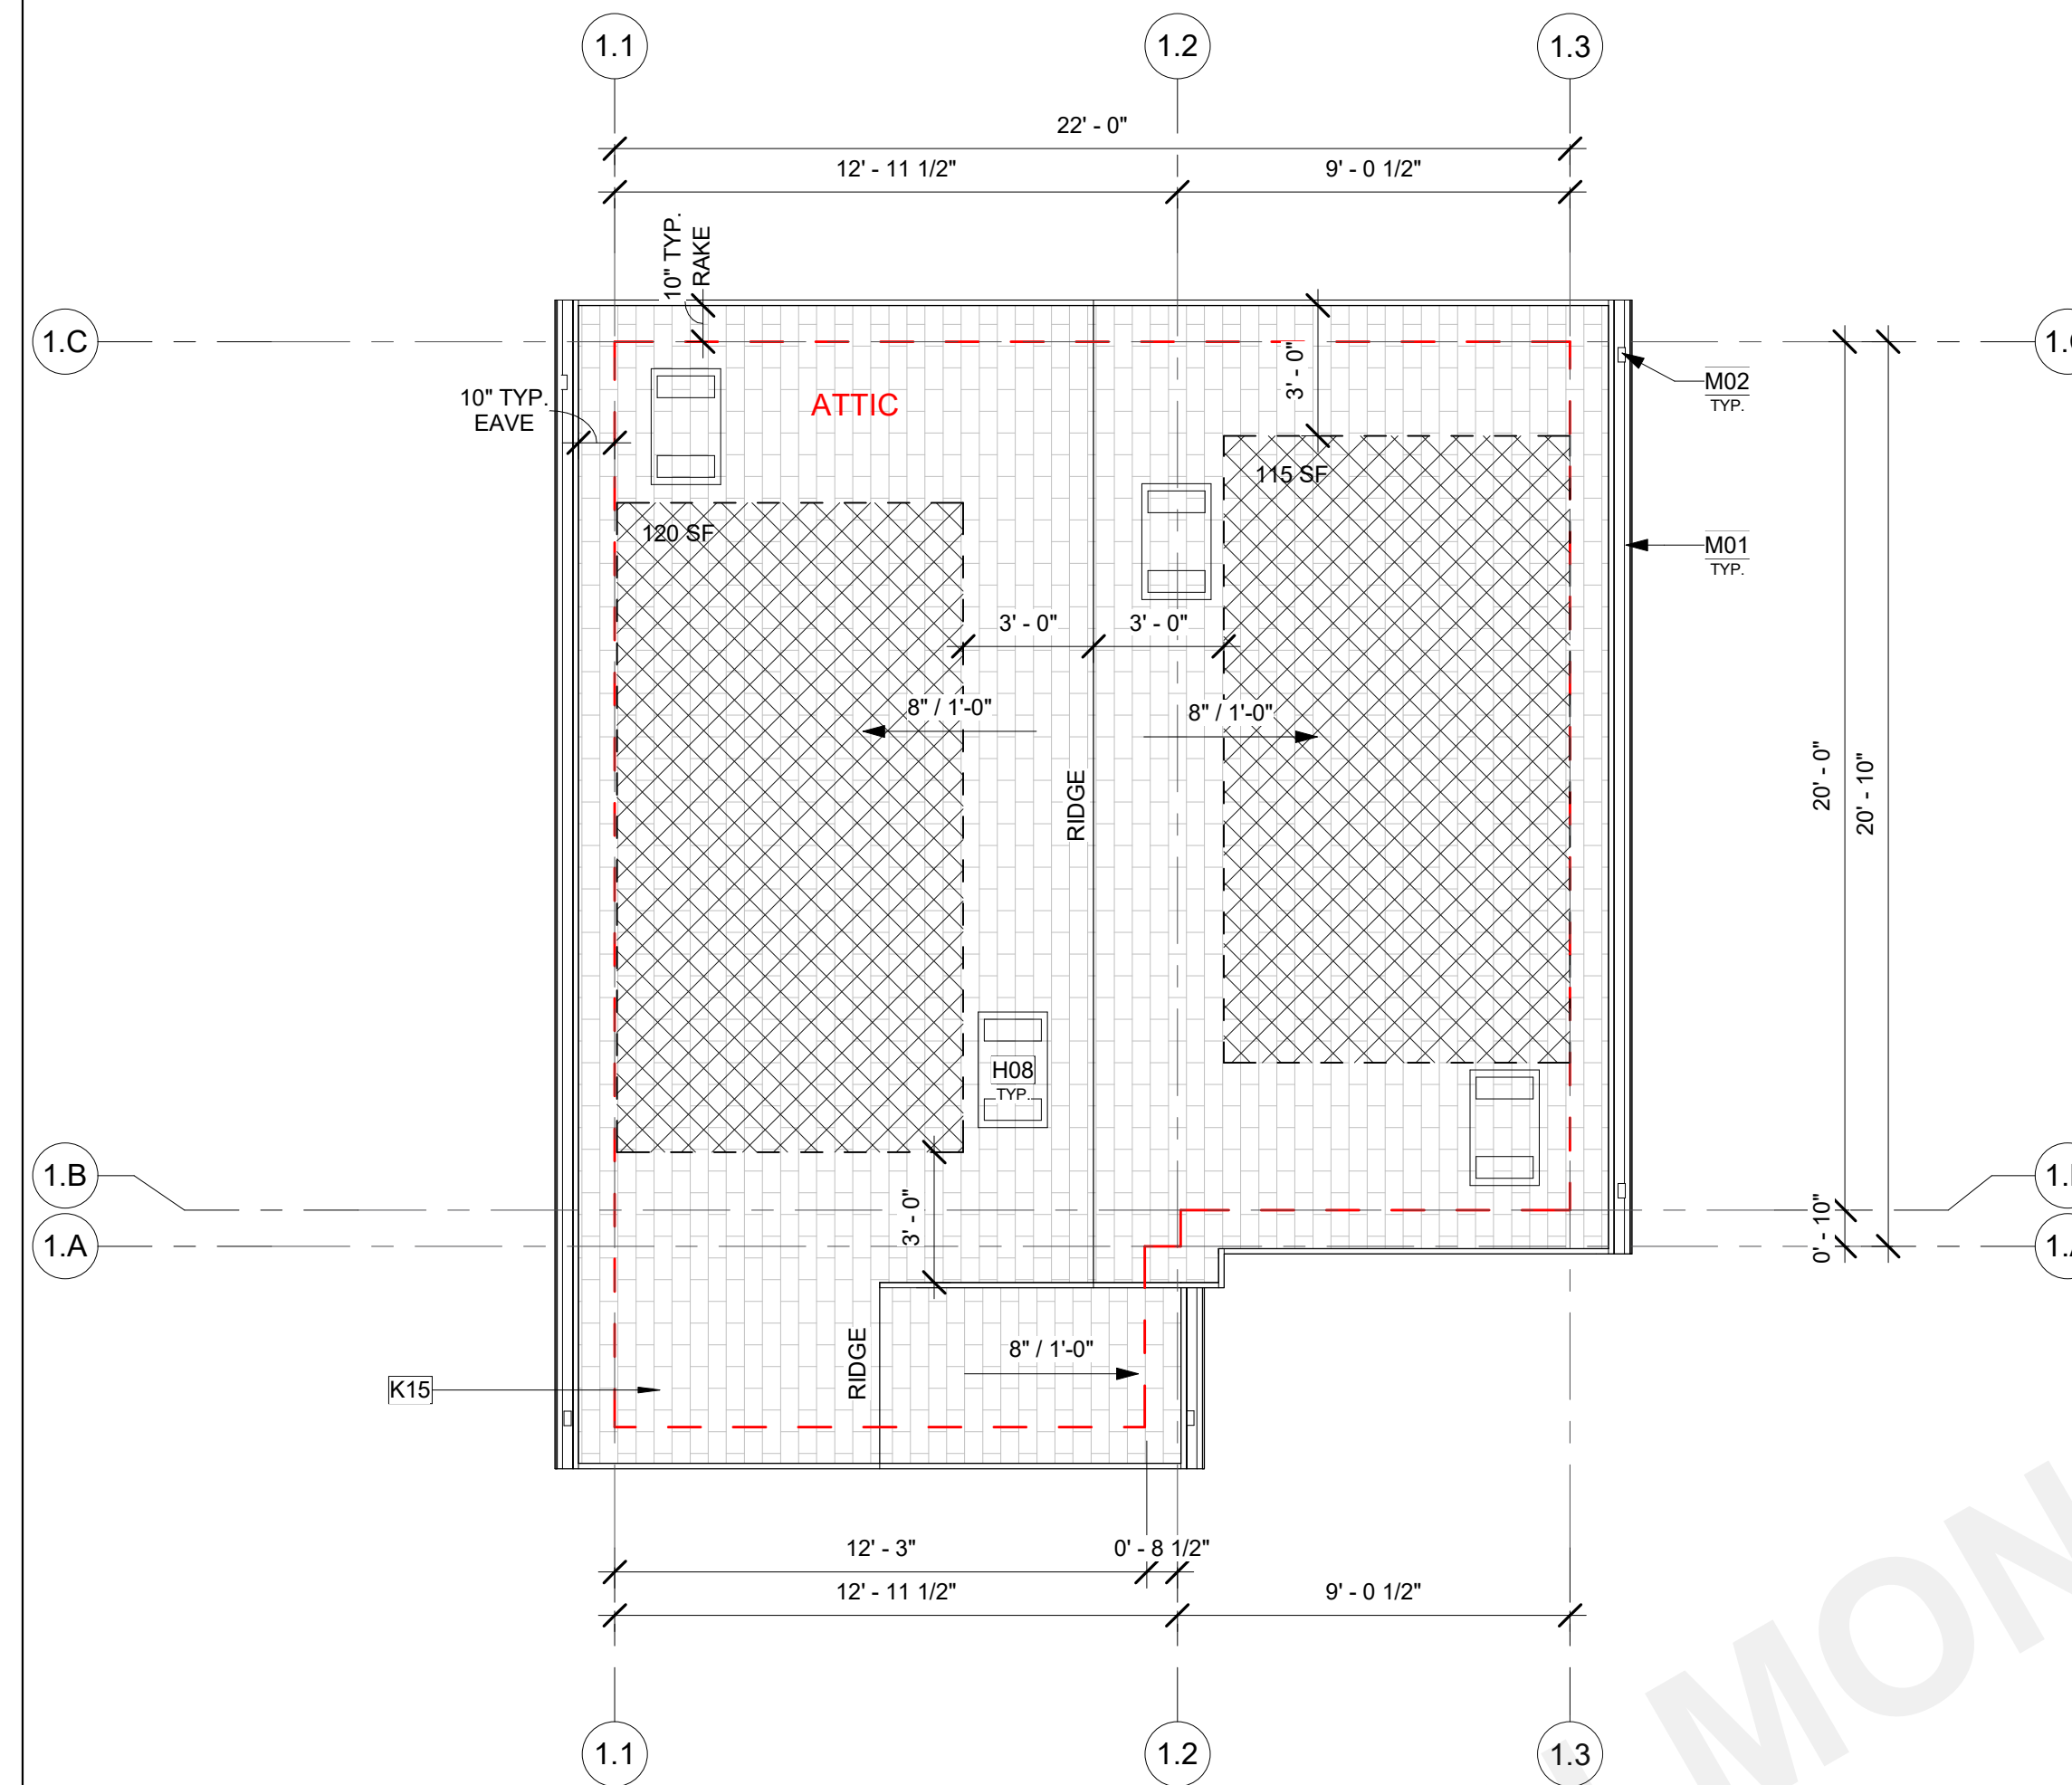 1.1
1.2
1.3
22' - 0"
12' - 11 1/2"
9' - 0 1/2"
10" TYP.
RAKE
1.C
1.C
10" TYP.
EAVE
ATTIC
3' - 0"
M02
TYP.
115 SF
120 SF
M01
TYP.
3' - 0"
3' - 0"
8" / 1'-0"
8" / 1'-0"
RIDGE
20' - 0"
20' - 10"
H08
TYP.
1.B
3' - 0"
0' - 10"
1.A
RIDGE
8" / 1'-0"
K15
12' - 3"
0' - 8 1/2"
12' - 11 1/2"
9' - 0 1/2"
1.1
1.2
1.3
MON